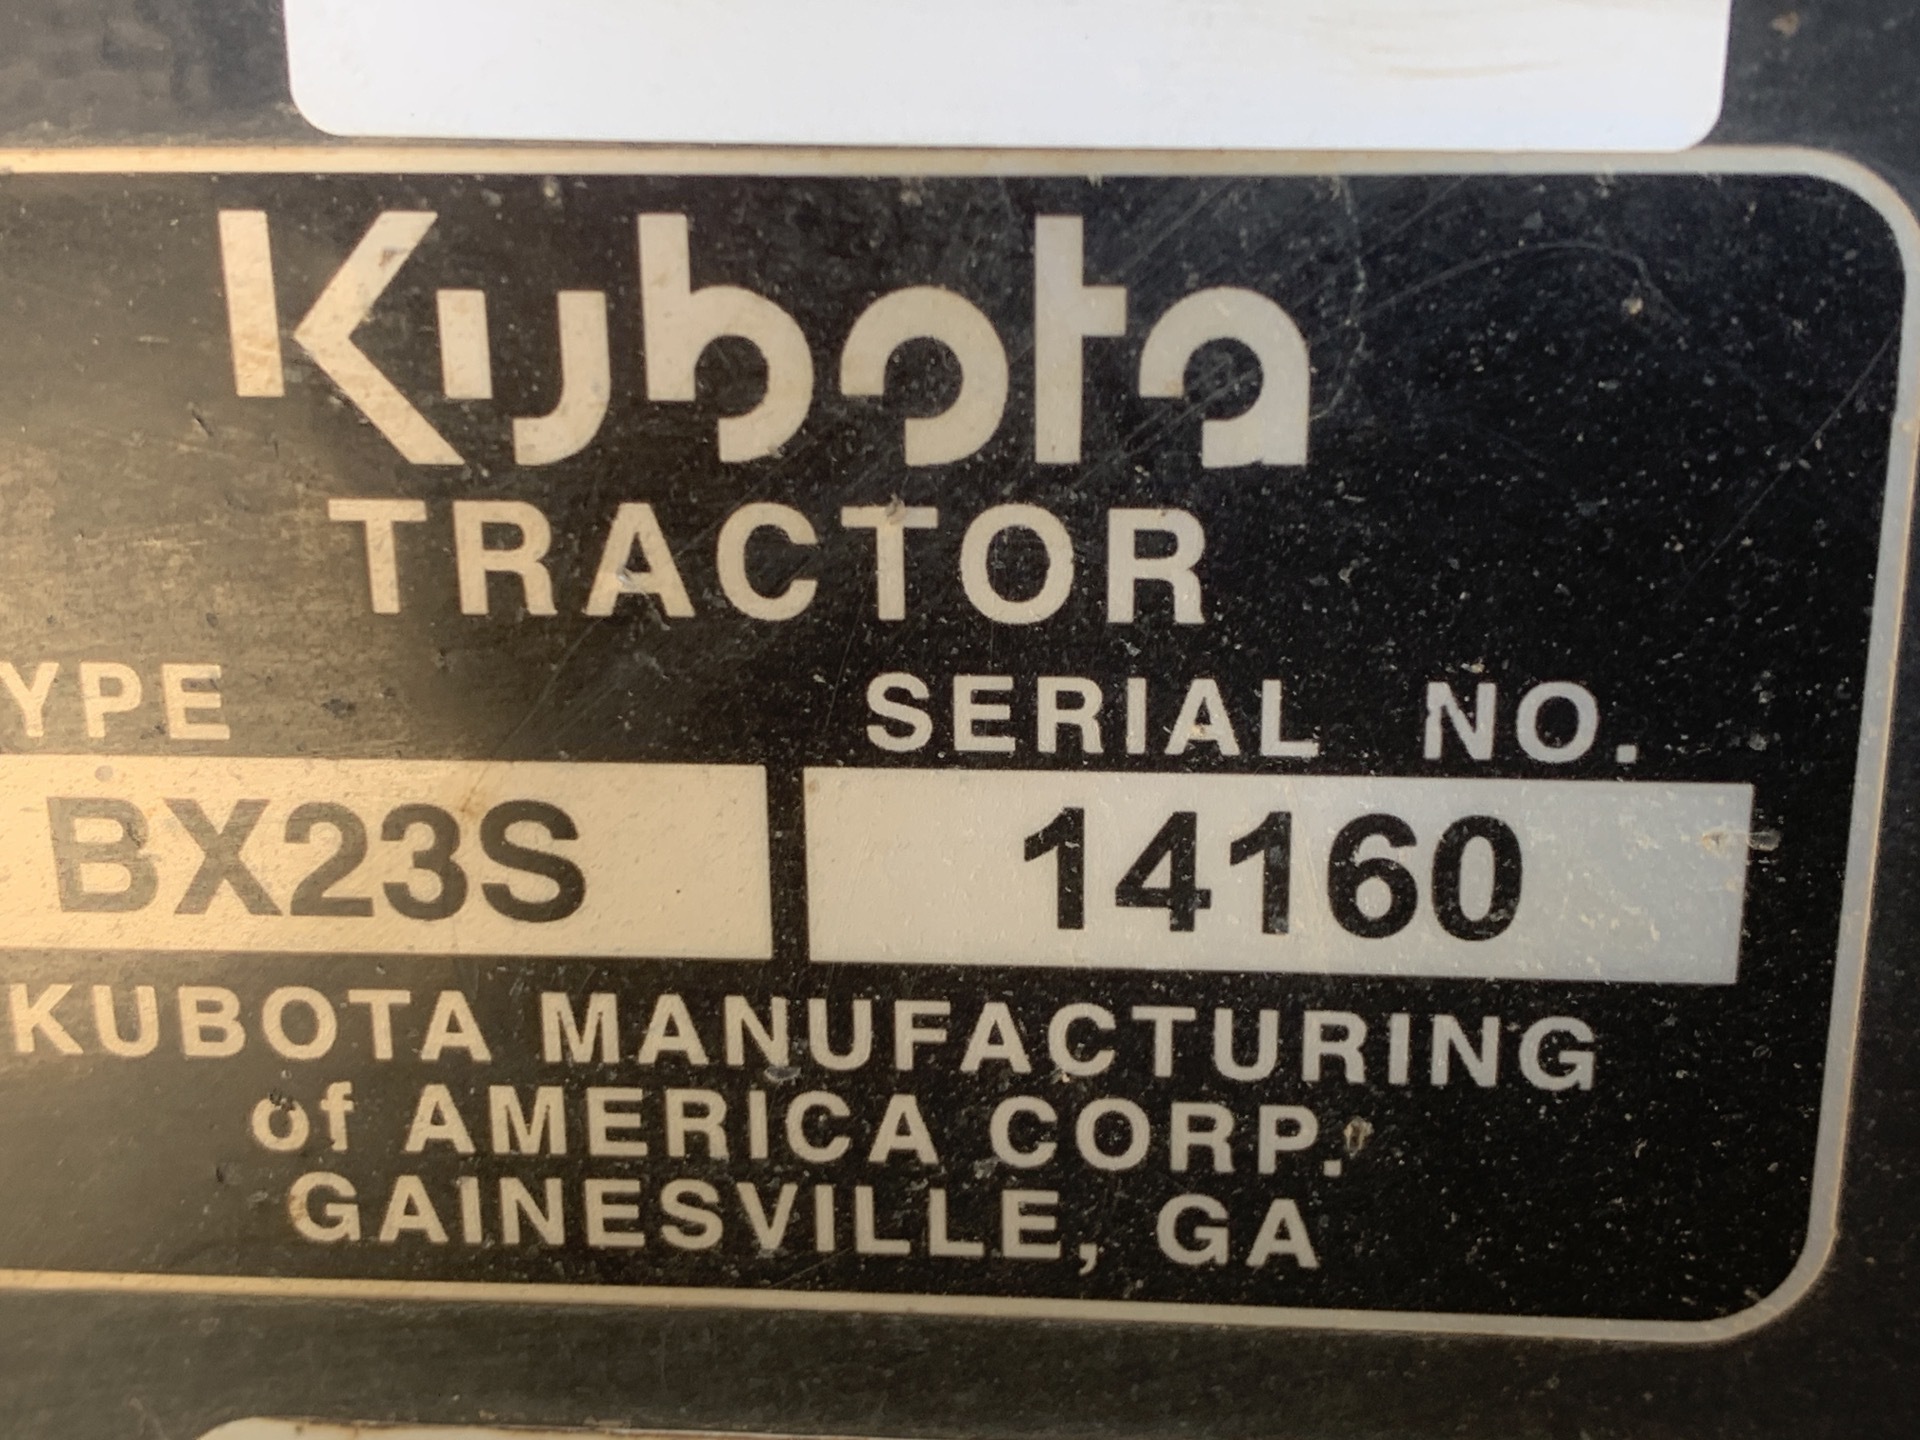 Kubota
TRACTOR
YPE SERIAL NO.
BX23S 14160
KUBOTA MANUFACTURING
of AMERICA CORP.
GAINESVILLE, GA